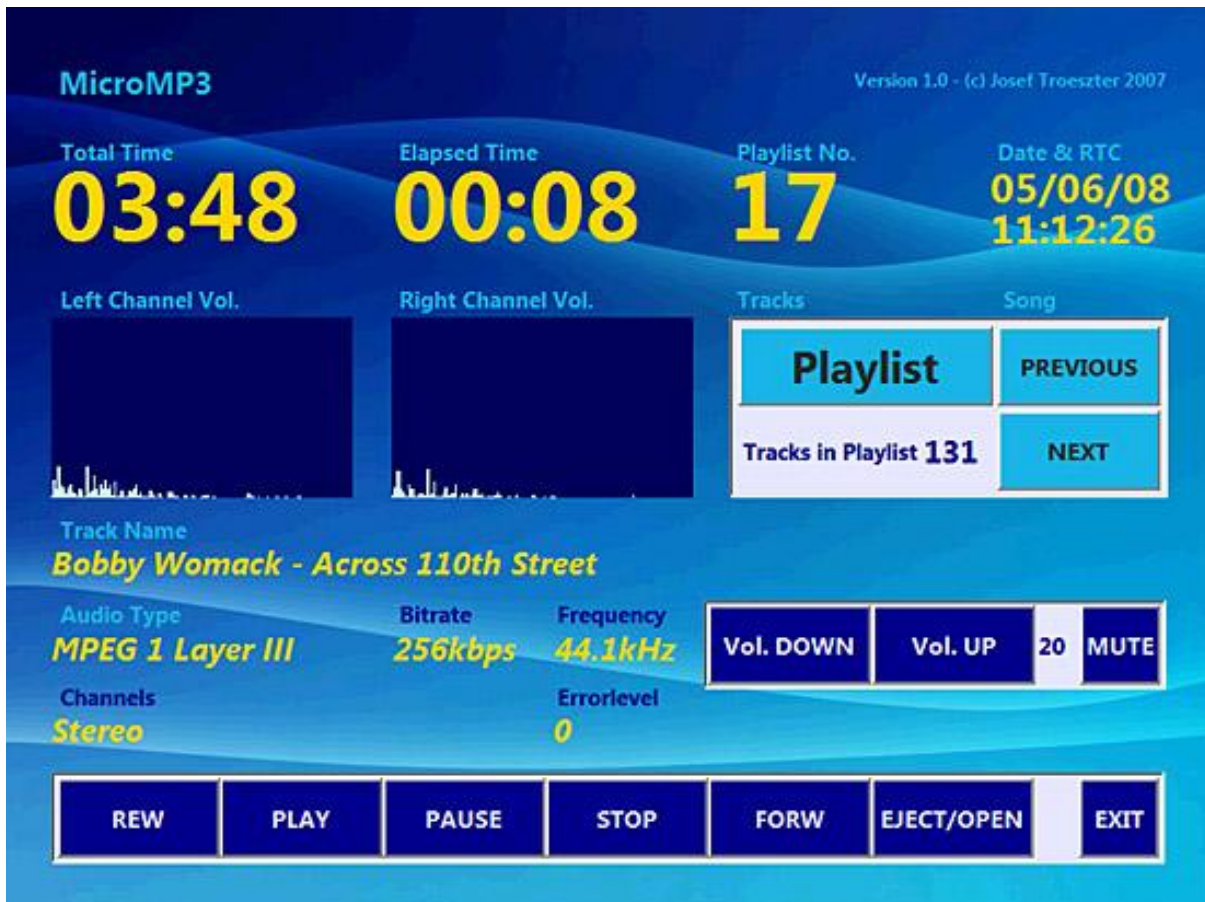 MicroMP3 Version 1.0 - (c) Josef Troeszter 2007
Total Time Elapsed Time Playlist No. Date & RTC
03:48 00:08 17 05/06/08
11:12:26
Left Channel Vol. Right Channel Vol. Tracks Song
Playlist PREVIOUS
Tracks in Playlist 131 NEXT
Track Name
Bobby Womack - Across 110th Street
Audio Type Bitrate Frequency
MPEG 1 Layer III 256kbps 44.1kHz Vol. DOWN Vol. UP 20 MUTE
Channels Errorlevel
Stereo 0
REW PLAY PAUSE STOP FORW EJECT/OPEN EXIT